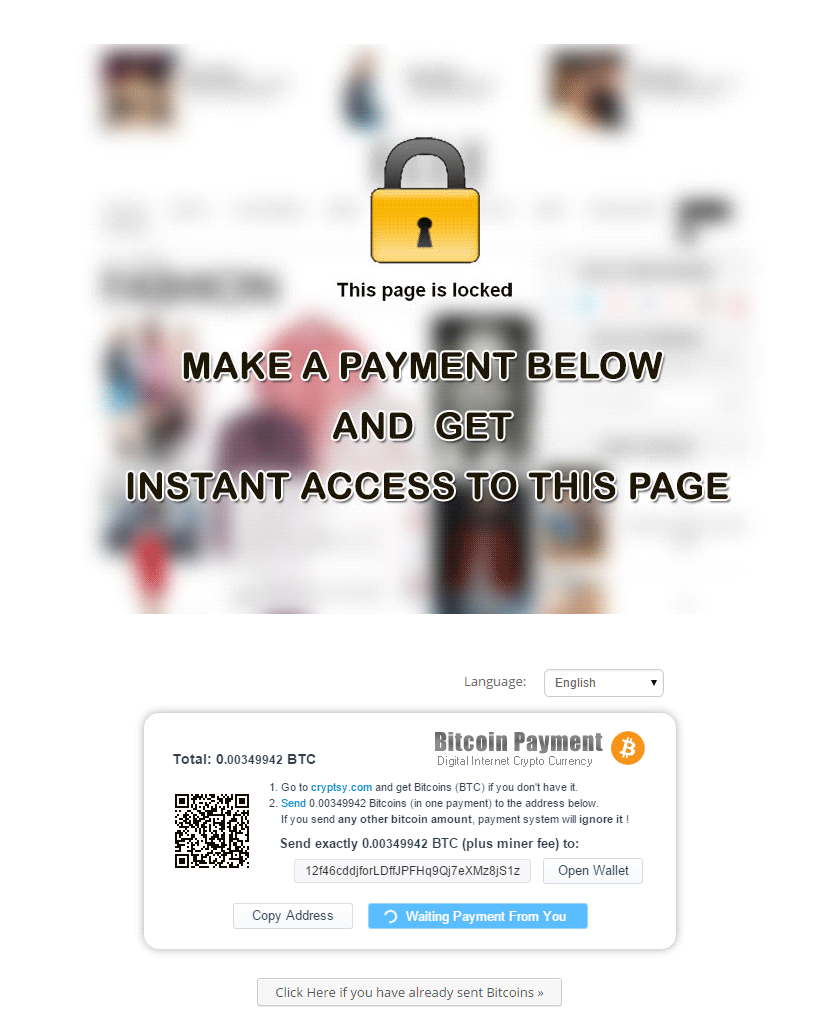 This page is locked
MAKE A PAYMENT BELOW
AND GET
INSTANT ACCESS TO THIS PAGE
Language: English
Bitcoin Payment
Digital Internet Crypto Currency
Total: 0.00349942 BTC
1. Go to cryptsy.com and get Bitcoins (BTC) if you don't have it.
2. Send 0.00349942 Bitcoins (in one payment) to the address below.
If you send any other bitcoin amount, payment system will ignore it !
Send exactly 0.00349942 BTC (plus miner fee) to:
12f46cddjforLDffJPFHq9Qj7eXMz8jS1z Open Wallet
Copy Address Waiting Payment From You
Click Here if you have already sent Bitcoins »